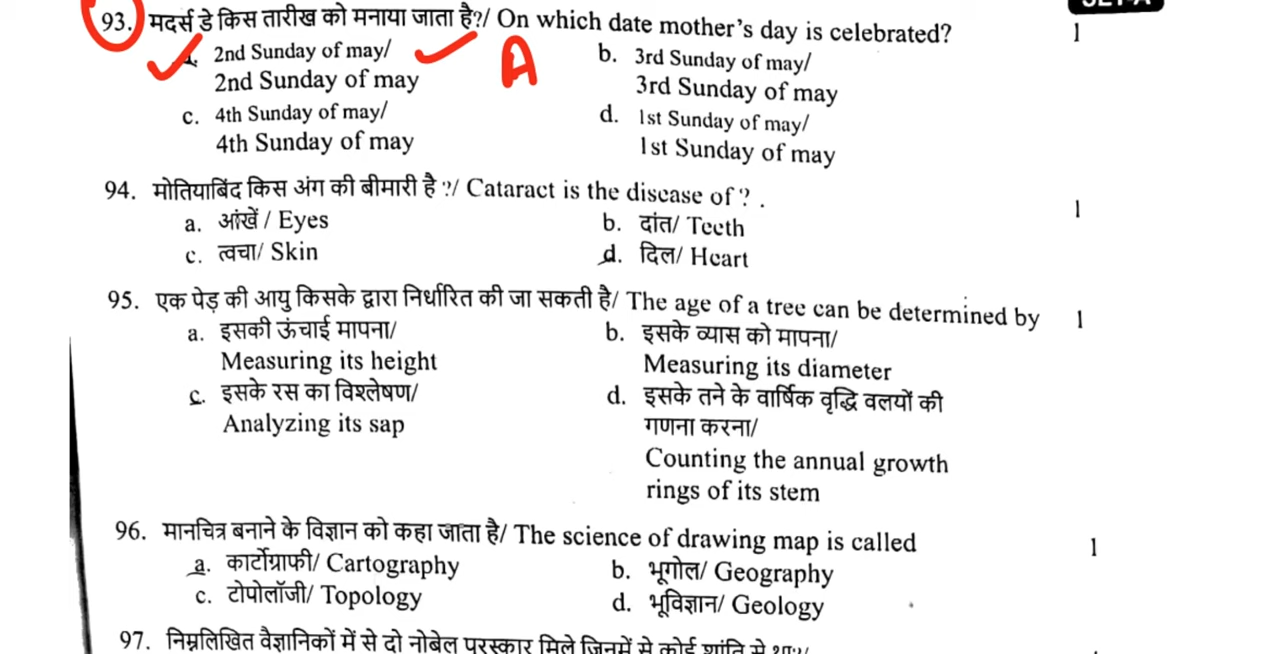 93. मदर्स डे किस तारीख को मनाया जाता है?/ On which date mother's day is celebrated? 1
2nd Sunday of may/
2nd Sunday of may
A
b. 3rd Sunday of may/
3rd Sunday of may
c. 4th Sunday of may/
4th Sunday of may
d. 1st Sunday of may/
1st Sunday of may
94. मोतियाबिंद किस अंग की बीमारी है ?/ Cataract is the disease of ? . 1
a. आंखें / Eyes
b. दांत/ Teeth
c. त्वचा/ Skin
d. दिल/ Heart
95. एक पेड़ की आयु किसके द्वारा निर्धारित की जा सकती है/ The age of a tree can be determined by 1
a. इसकी ऊंचाई मापना/
Measuring its height
b. इसके व्यास को मापना/
Measuring its diameter
c. इसके रस का विश्लेषण/
Analyzing its sap
d. इसके तने के वार्षिक वृद्धि वलयों की
गणना करना/
Counting the annual growth
rings of its stem
96. मानचित्र बनाने के विज्ञान को कहा जाता है/ The science of drawing map is called 1
a. कार्टोग्राफी/ Cartography
b. भूगोल/ Geography
c. टोपोलॉजी/ Topology
d. भूविज्ञान/ Geology
97. निम्नलिखित वैज्ञानिकों में से दो नोबेल पुरस्कार मिले जिनमें से कोई शांति से था/